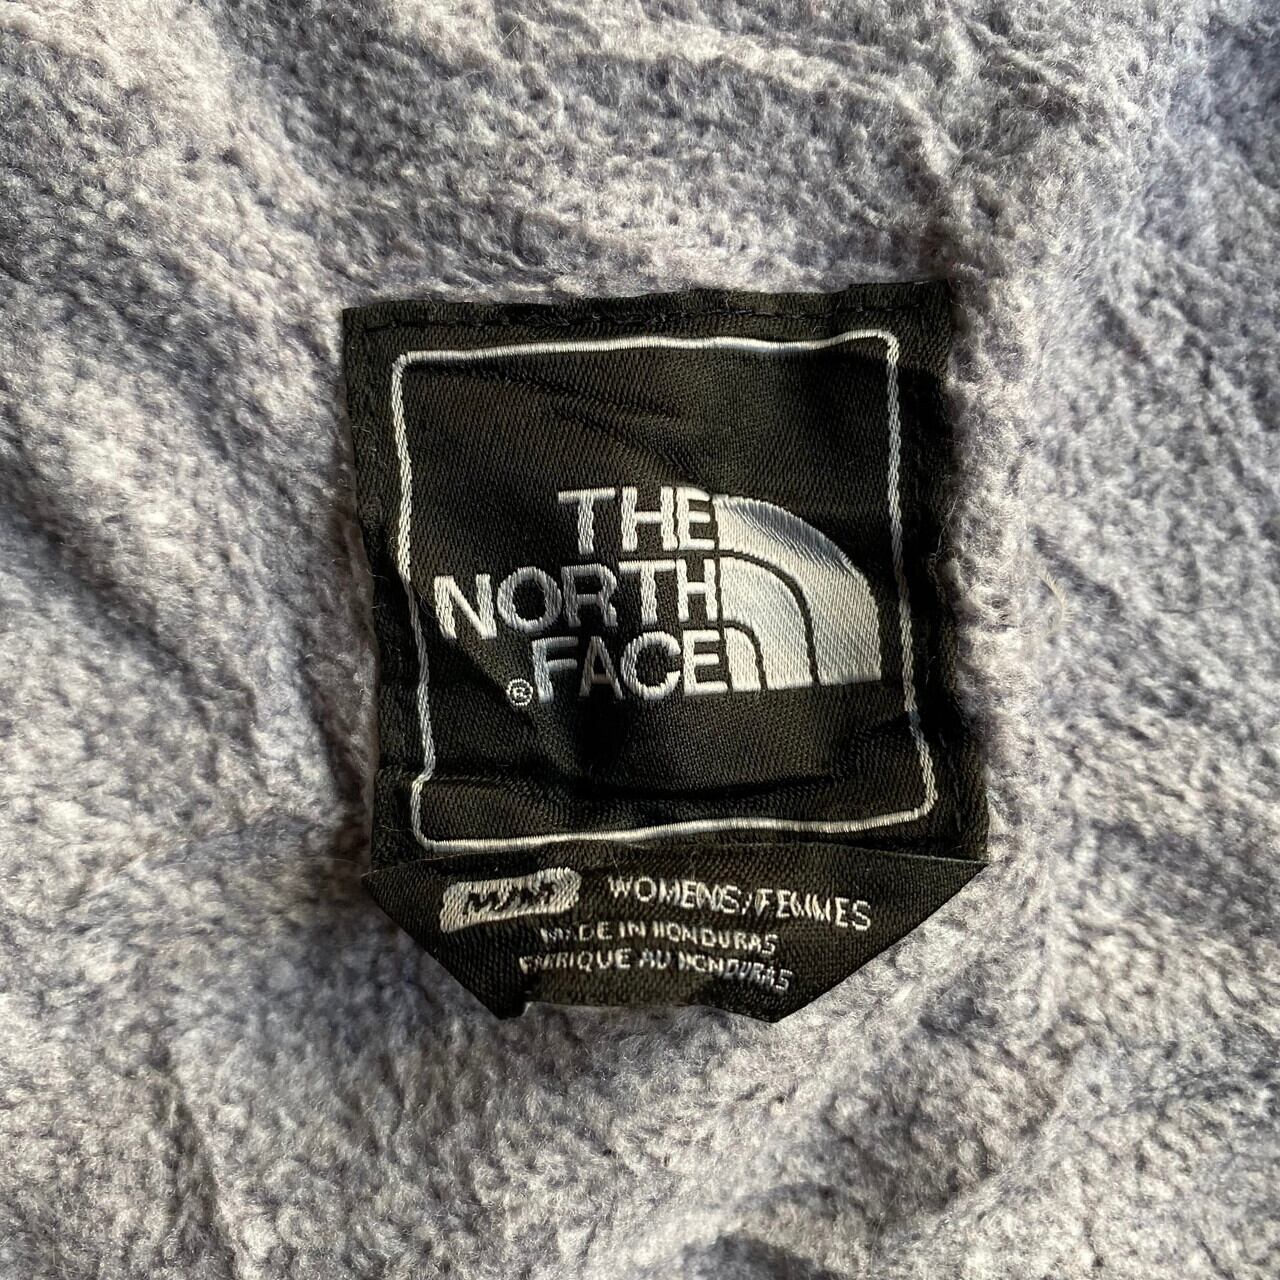 THE
NORTH
®FACE
M/M WOMENS/FEMMES
MADE IN HONDURAS
FABRIQUE AU HONDURAS